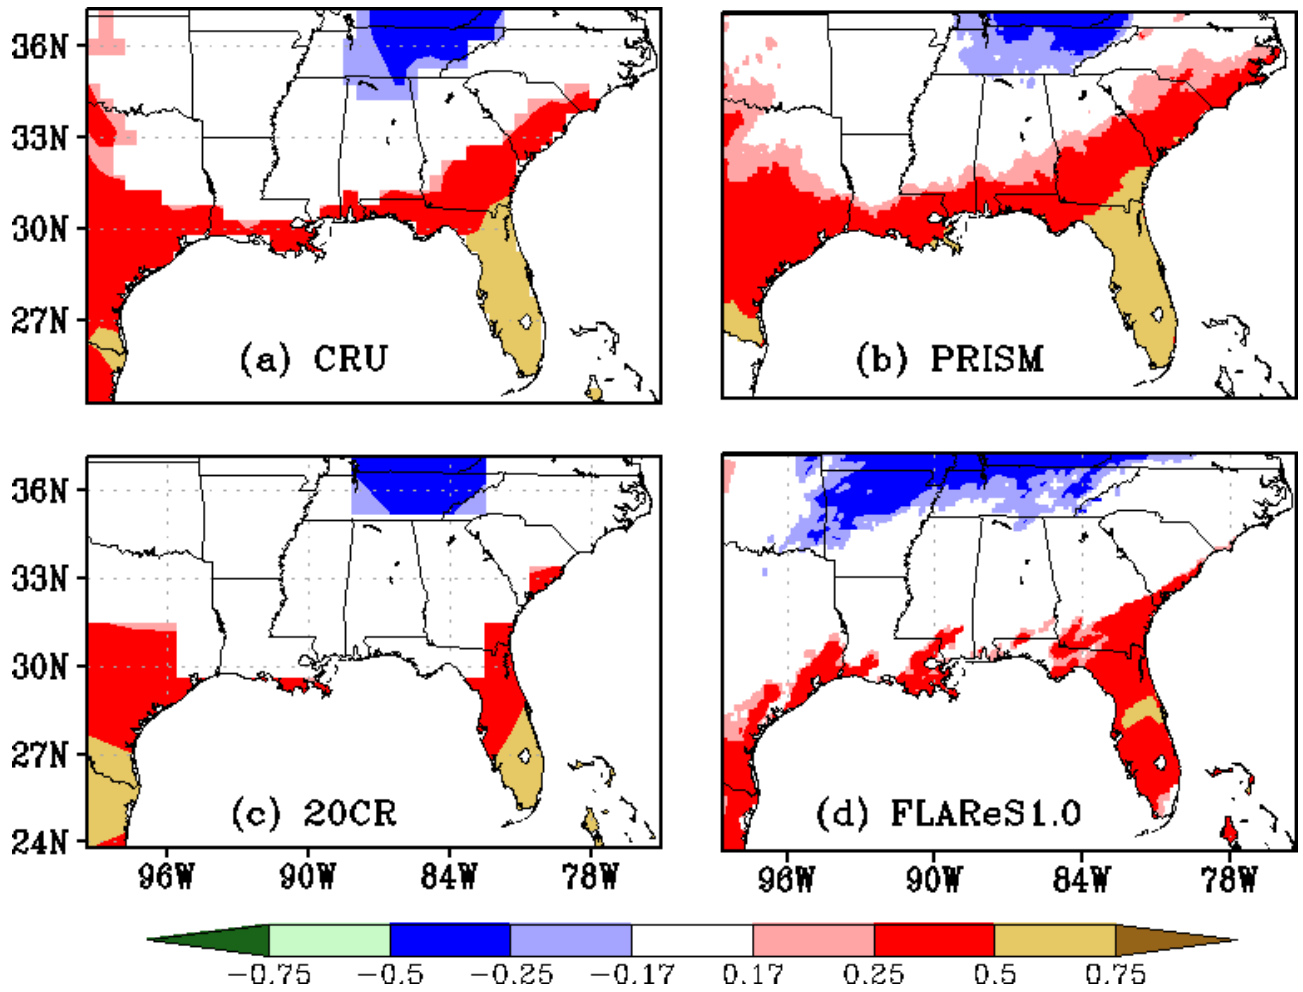 36N
33N
30N
27N
(a) CRU
(b) PRISM
36N
33N
30N
27N
24N
(c) 20CR
(d) FLAReS1.0
96W 90W 84W 78W 96W 90W 84W 78W
-0.75 -0.5 -0.25 -0.17 0.17 0.25 0.5 0.75